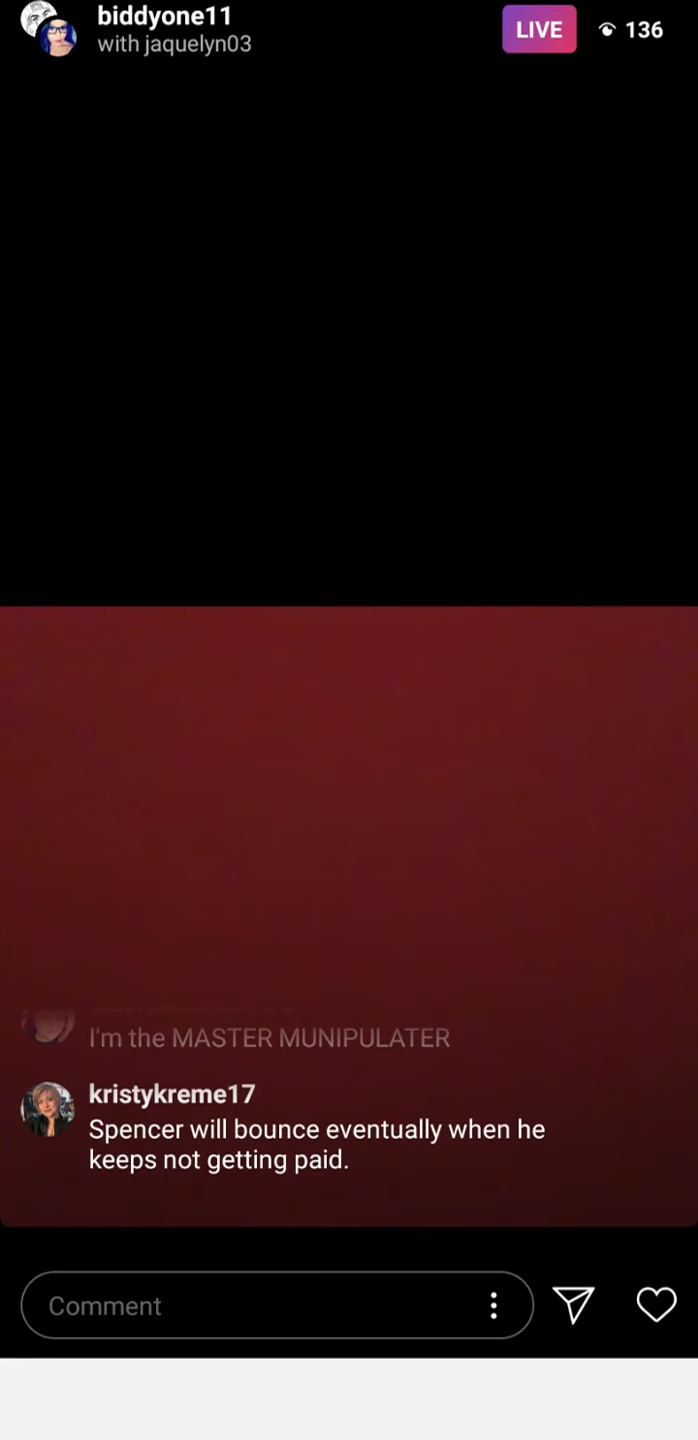 biddyone11
with jaquelyn03
LIVE
136
I'm the MASTER MUNIPULATER
kristykreme17
Spencer will bounce eventually when he
keeps not getting paid.
Comment